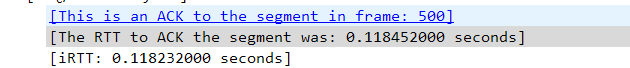 [This is an ACK to the segment in frame: 500]
[The RTT to ACK the segment was: 0.118452000 seconds]
[iRTT: 0.118232000 seconds]